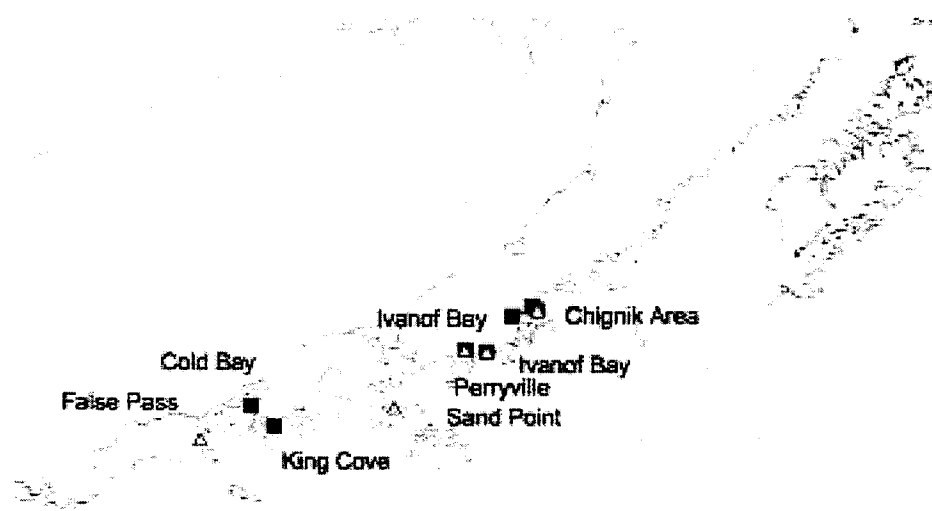 Ivanof Bay
Chignik Area
Cold Bay
Ivanof Bay
Perryville
False Pass
Sand Point
King Cove